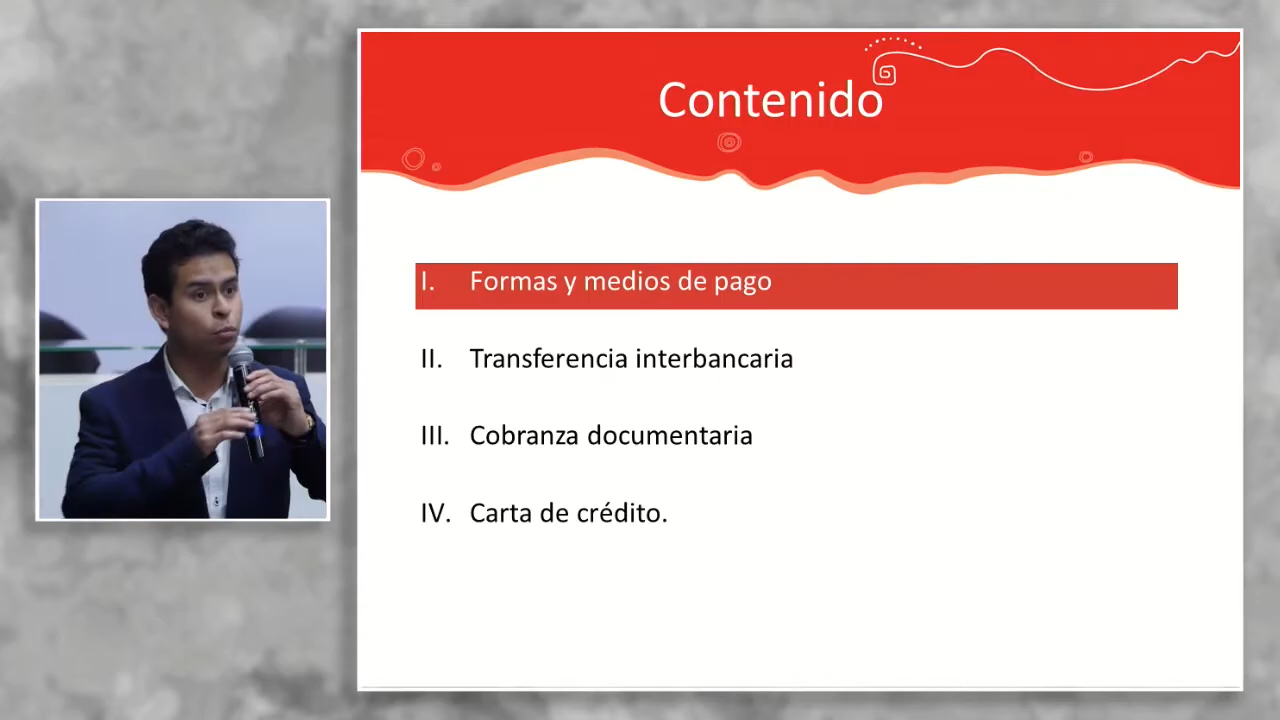 Contenido
I. Formas y medios de pago
II. Transferencia interbancaria
III. Cobranza documentaria
IV. Carta de crédito.